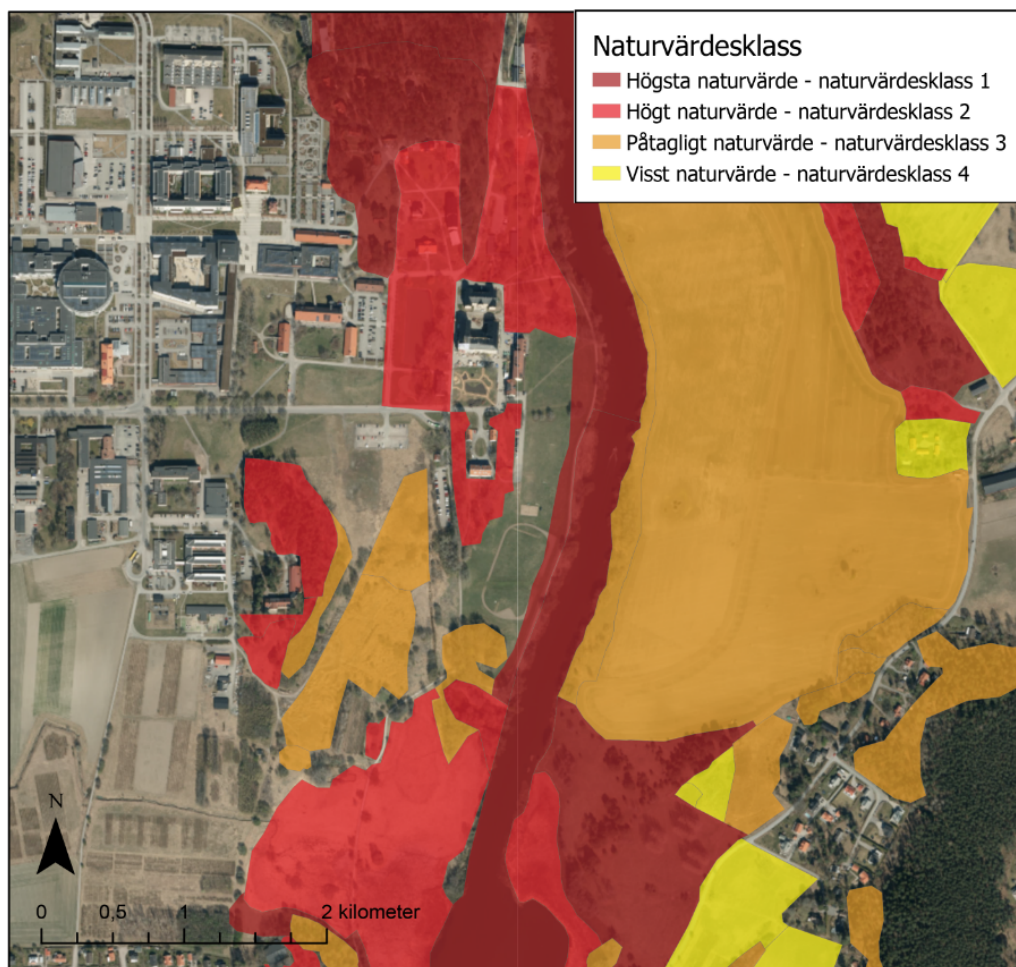 Naturvärdesklass
Högsta naturvärde - naturvärdesklass 1
Högt naturvärde - naturvärdesklass 2
Påtagligt naturvärde - naturvärdesklass 3
Visst naturvärde - naturvärdesklass 4
N
0 0,5 1 2 kilometer